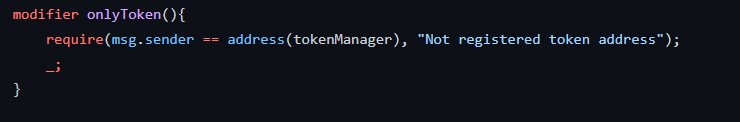 modifier onlyToken(){
    require(msg.sender == address(tokenManager), "Not registered token address");
    _;
}